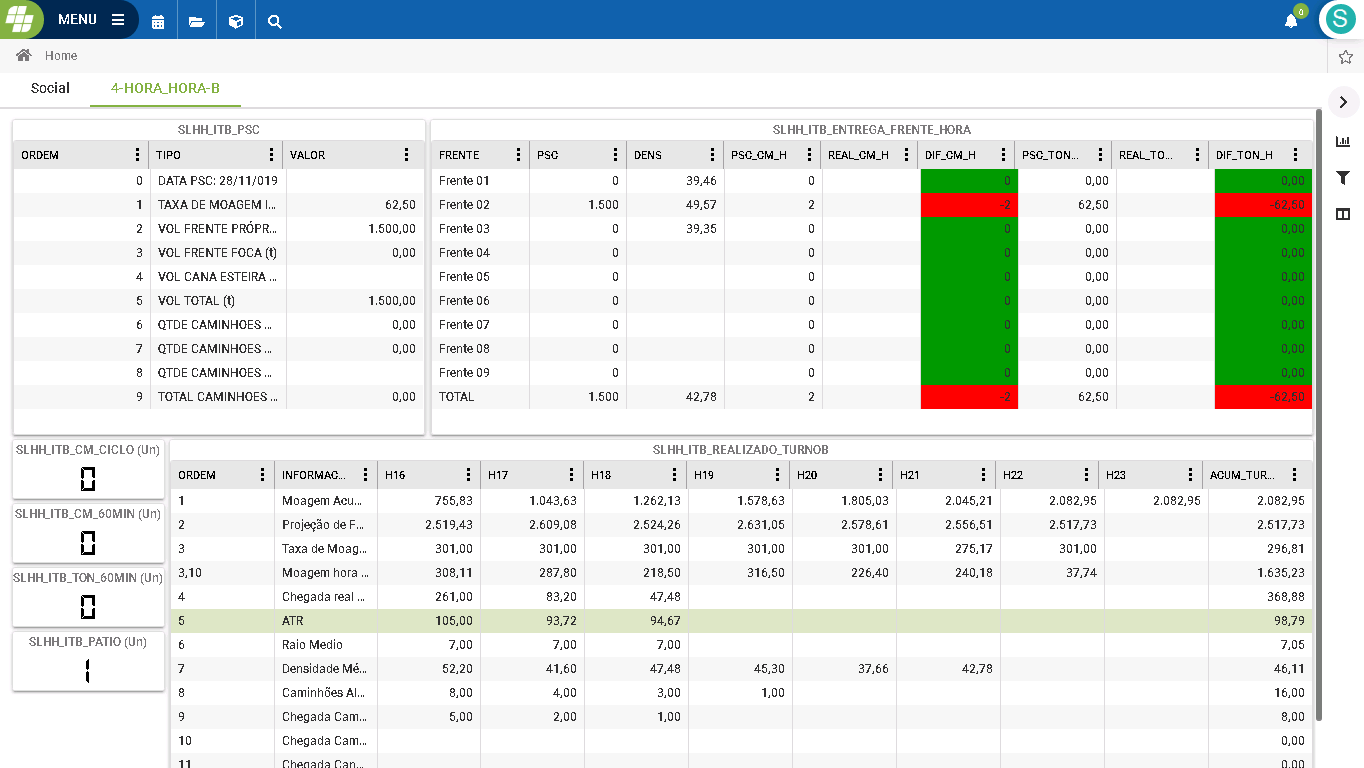 MENU
0
S
Home
Social 4-HORA_HORA-B
SLHH_ITB_PSC
ORDEM TIPO VALOR
0 DATA PSC: 28/11/019
1 TAXA DE MOAGEM I... 62,50
2 VOL FRENTE PRÓPR... 1.500,00
3 VOL FRENTE FOCA (t) 0,00
4 VOL CANA ESTEIRA ...
5 VOL TOTAL (t) 1.500,00
6 QTDE CAMINHOES ... 0,00
7 QTDE CAMINHOES ... 0,00
8 QTDE CAMINHOES ...
9 TOTAL CAMINHOES ... 0,00
SLHH_ITB_ENTREGA_FRENTE_HORA
FRENTE PSC DENS PSC_CM_H REAL_CM_H DIF_CM_H PSC_TON... REAL_TO... DIF_TON_H
Frente 01 0 39,46 0 0 0,00 0,00
Frente 02 1.500 49,57 2 -2 62,50 -62,50
Frente 03 0 39,35 0 0 0,00 0,00
Frente 04 0 0 0 0,00 0,00
Frente 05 0 0 0 0,00 0,00
Frente 06 0 0 0 0,00 0,00
Frente 07 0 0 0 0,00 0,00
Frente 08 0 0 0 0,00 0,00
Frente 09 0 0 0 0,00 0,00
TOTAL 1.500 42,78 2 -2 62,50 -62,50
SLHH_ITB_CM_CICLO (Un)
0
SLHH_ITB_CM_60MIN (Un)
0
SLHH_ITB_TON_60MIN (Un)
0
SLHH_ITB_PATIO (Un)
1
SLHH_ITB_REALIZADO_TURNOB
ORDEM INFORMAC... H16 H17 H18 H19 H20 H21 H22 H23 ACUM_TUR...
1 Moagem Acu... 755,83 1.043,63 1.262,13 1.578,63 1.805,03 2.045,21 2.082,95 2.082,95 2.082,95
2 Projeção de F... 2.519,43 2.609,08 2.524,26 2.631,05 2.578,61 2.556,51 2.517,73 2.517,73
3 Taxa de Moag... 301,00 301,00 301,00 301,00 301,00 275,17 301,00 296,81
3,10 Moagem hora ... 308,11 287,80 218,50 316,50 226,40 240,18 37,74 1.635,23
4 Chegada real ... 261,00 83,20 47,48 368,88
5 ATR 105,00 93,72 94,67 98,79
6 Raio Medio 7,00 7,00 7,00 7,05
7 Densidade Mé... 52,20 41,60 47,48 45,30 37,66 42,78 46,11
8 Caminhões Al... 8,00 4,00 3,00 1,00 16,00
9 Chegada Cam... 5,00 2,00 1,00 8,00
10 Chegada Cam... 0,00
11 Chegada Can... 0,00